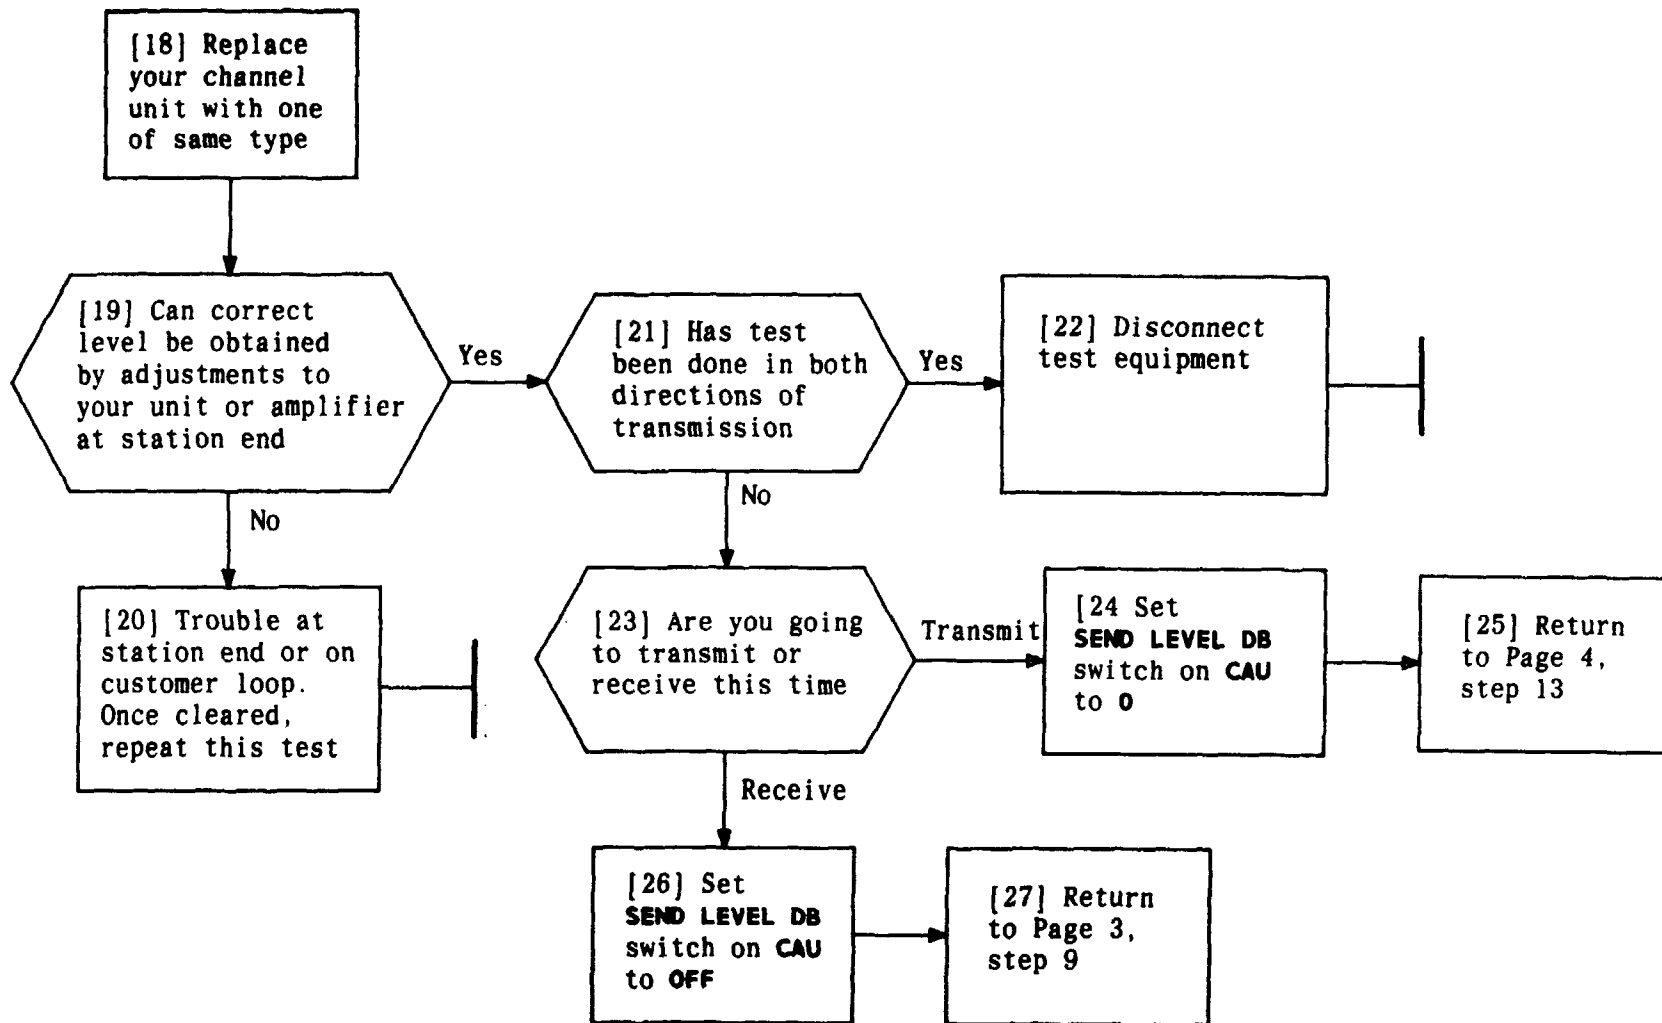 [18] Replace
your channel
unit with one
of same type
[19] Can correct
level be obtained
by adjustments to
your unit or amplifier
at station end
Yes
[21] Has test
been done in both
directions of
transmission
Yes
[22] Disconnect
test equipment
No
No
[20] Trouble at
station end or on
customer loop.
Once cleared,
repeat this test
[23] Are you going
to transmit or
receive this time
Transmit
[24 Set
SEND LEVEL DB
switch on CAU
to 0
[25] Return
to Page 4,
step 13
Receive
[26] Set
SEND LEVEL DB
switch on CAU
to OFF
[27] Return
to Page 3,
step 9